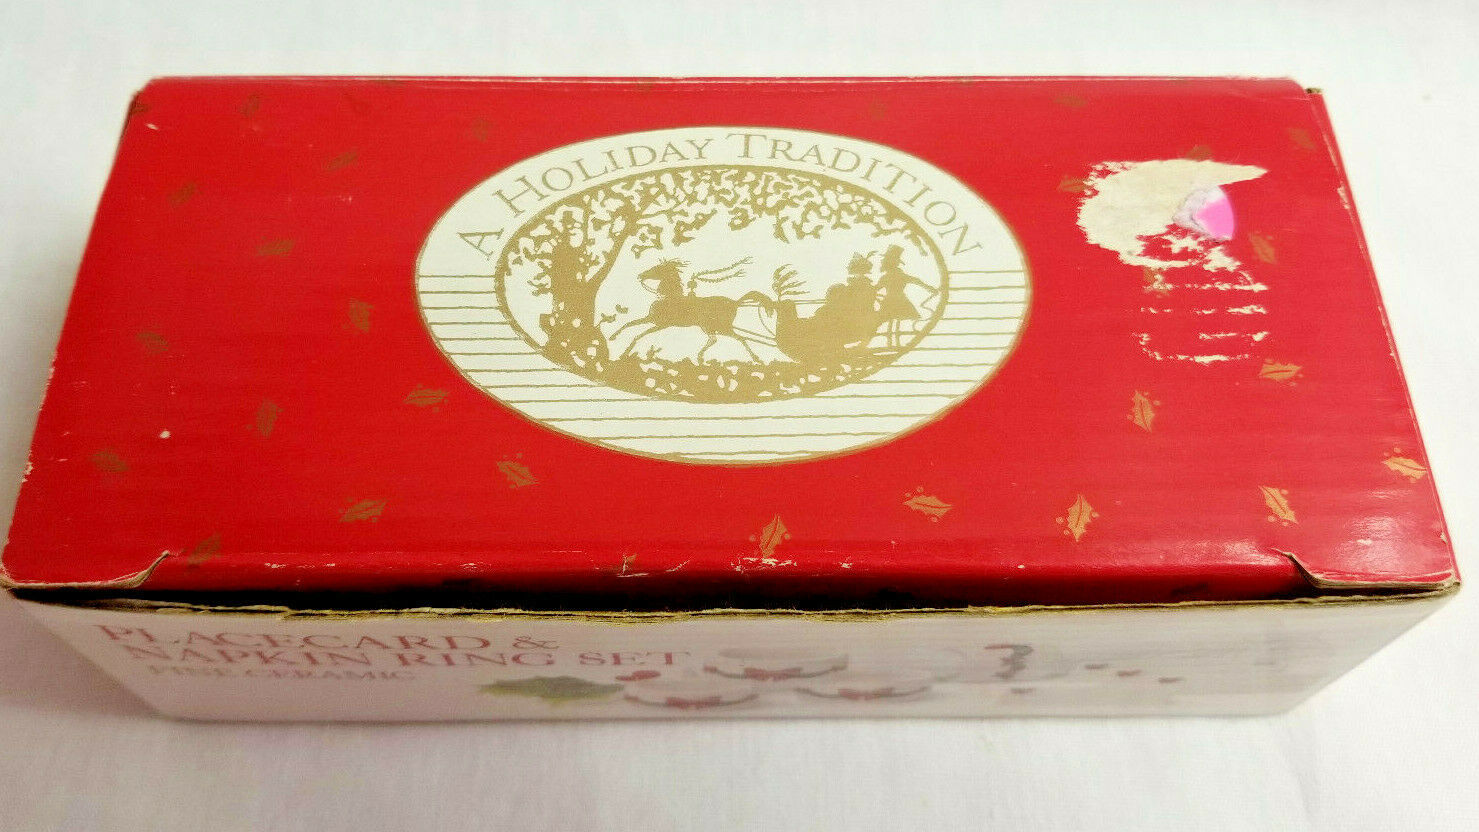 A HOLIDAY TRADITION
PLACECARD &
NAPKIN RING SET
FINE CERAMIC